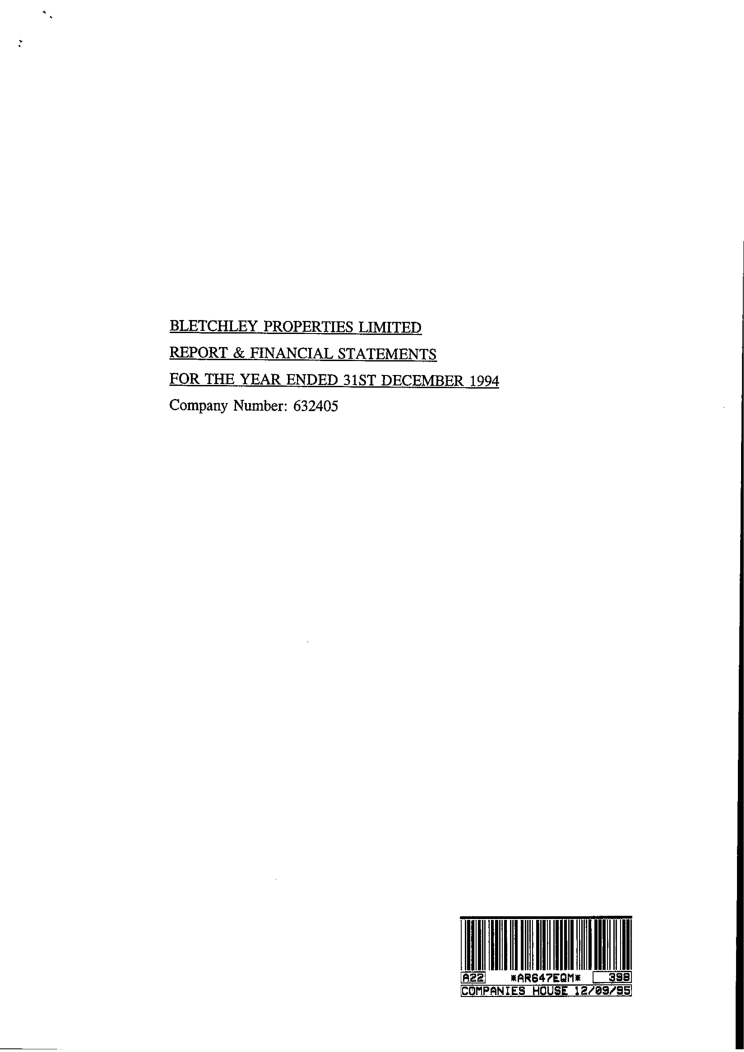 BLETCHLEY PROPERTIES LIMITED
REPORT & FINANCIAL STATEMENTS
FOR THE YEAR ENDED 31ST DECEMBER 1994
Company Number: 632405
A22 *AR647EQM* 398
COMPANIES HOUSE 12/09/95